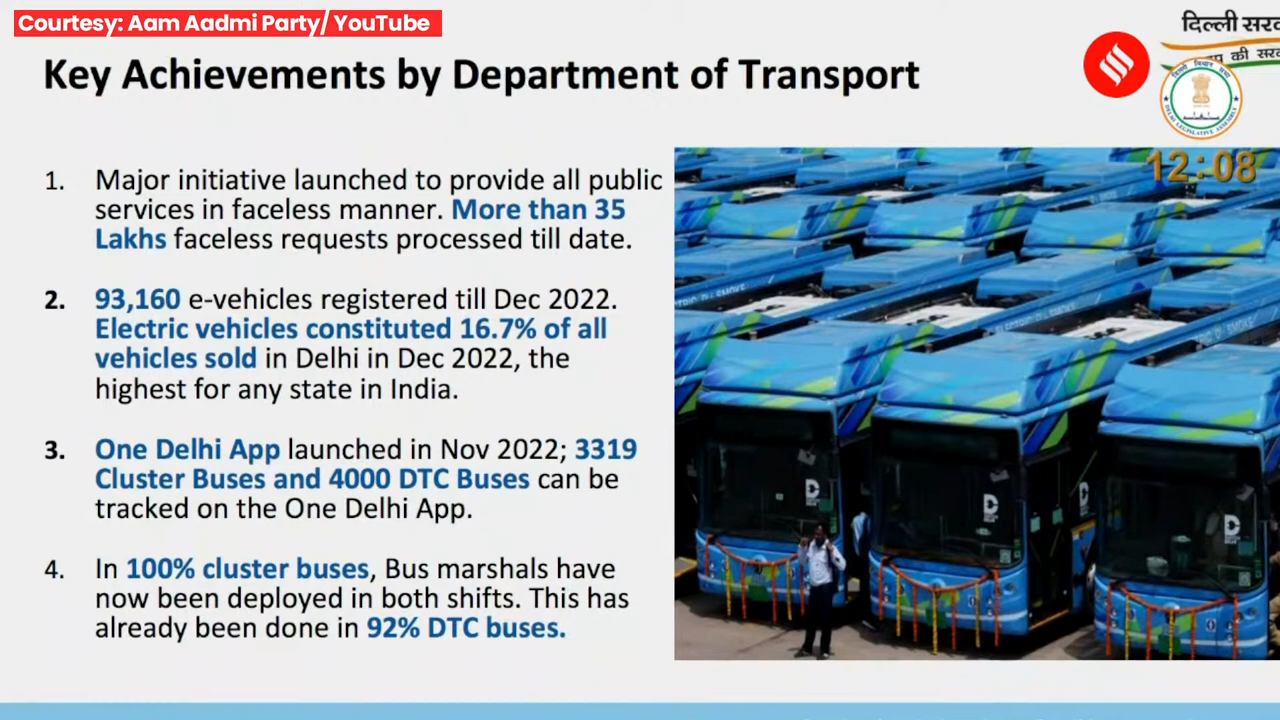 Courtesy: Aam Aadmi Party/ YouTube
दिल्ली
की
Key Achievements by Department of Transport
12:08
1. Major initiative launched to provide all public
services in faceless manner. More than 35
Lakhs faceless requests processed till date.
2. 93,160 e-vehicles registered till Dec 2022.
Electric vehicles constituted 16.7% of all
vehicles sold in Delhi in Dec 2022, the
highest for any state in India.
3. One Delhi App launched in Nov 2022; 3319
Cluster Buses and 4000 DTC Buses can be
tracked on the One Delhi App.
4. In 100% cluster buses, Bus marshals have
now been deployed in both shifts. This has
already been done in 92% DTC buses.